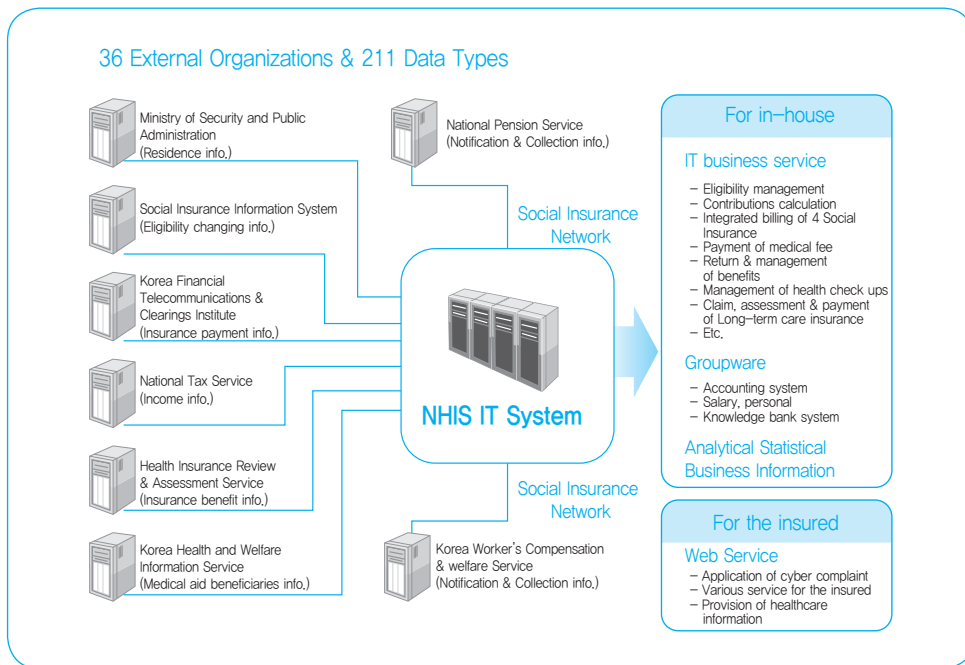 36 External Organizations & 211 Data Types
Ministry of Security and Public
Administration
(Residence info.)
Social Insurance Information System
(Eligibility changing info.)
Korea Financial
Telecommunications &
Clearings Institute
(Insurance payment info.)
National Tax Service
(Income info.)
Health Insurance Review
& Assessment Service
(Insurance benefit info.)
Korea Health and Welfare
Information Service
(Medical aid beneficiaries info.)
National Pension Service
(Notification & Collection info.)
Social Insurance
Network
NHIS IT System
Social Insurance
Network
Korea Worker's Compensation
& welfare Service
(Notification & Collection info.)
For in-house
IT business service
- Eligibility management
- Contributions calculation
- Integrated billing of 4 Social
Insurance
- Payment of medical fee
- Return & management
of benefits
- Management of health check ups
- Claim, assessment & payment
of Long-term care insurance
- Etc.
Groupware
- Accounting system
- Salary, personal
- Knowledge bank system
Analytical Statistical
Business Information
For the insured
Web Service
- Application of cyber complaint
- Various service for the insured
- Provision of healthcare
information